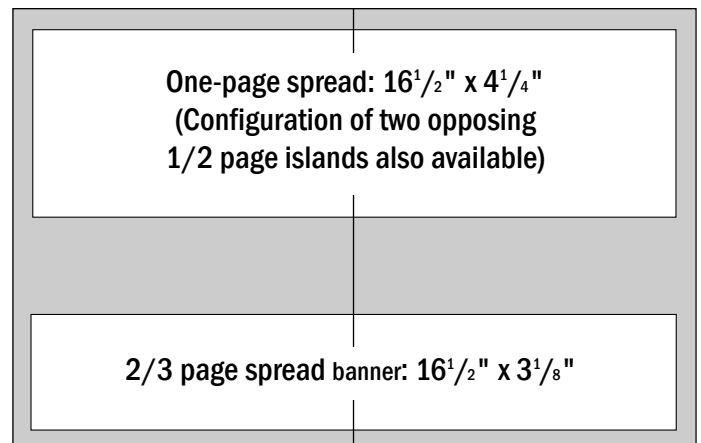 One-page spread: 16 1/2" x 4 1/4"
(Configuration of two opposing
1/2 page islands also available)
2/3 page spread banner: 16 1/2" x 3 1/8"